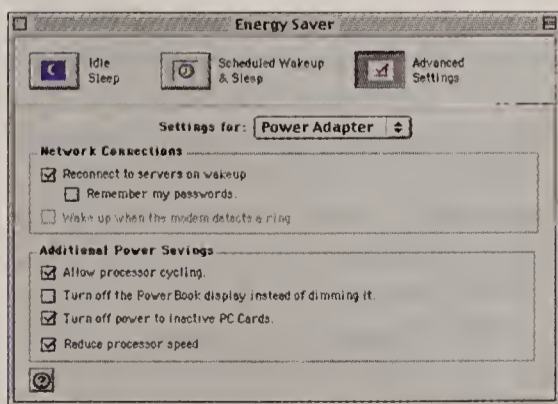 Energy Saver
Idle Sleep
Scheduled Wakeup & Sleep
Advanced Settings
Settings for: Power Adapter
Network Connections
Reconnect to servers on wakeup
Remember my passwords.
Wake up when the modem detects a ring
Additional Power Savings
Allow processor cycling.
Turn off the PowerBook display instead of dimming it.
Turn off power to inactive PC Cards.
Reduce processor speed
?